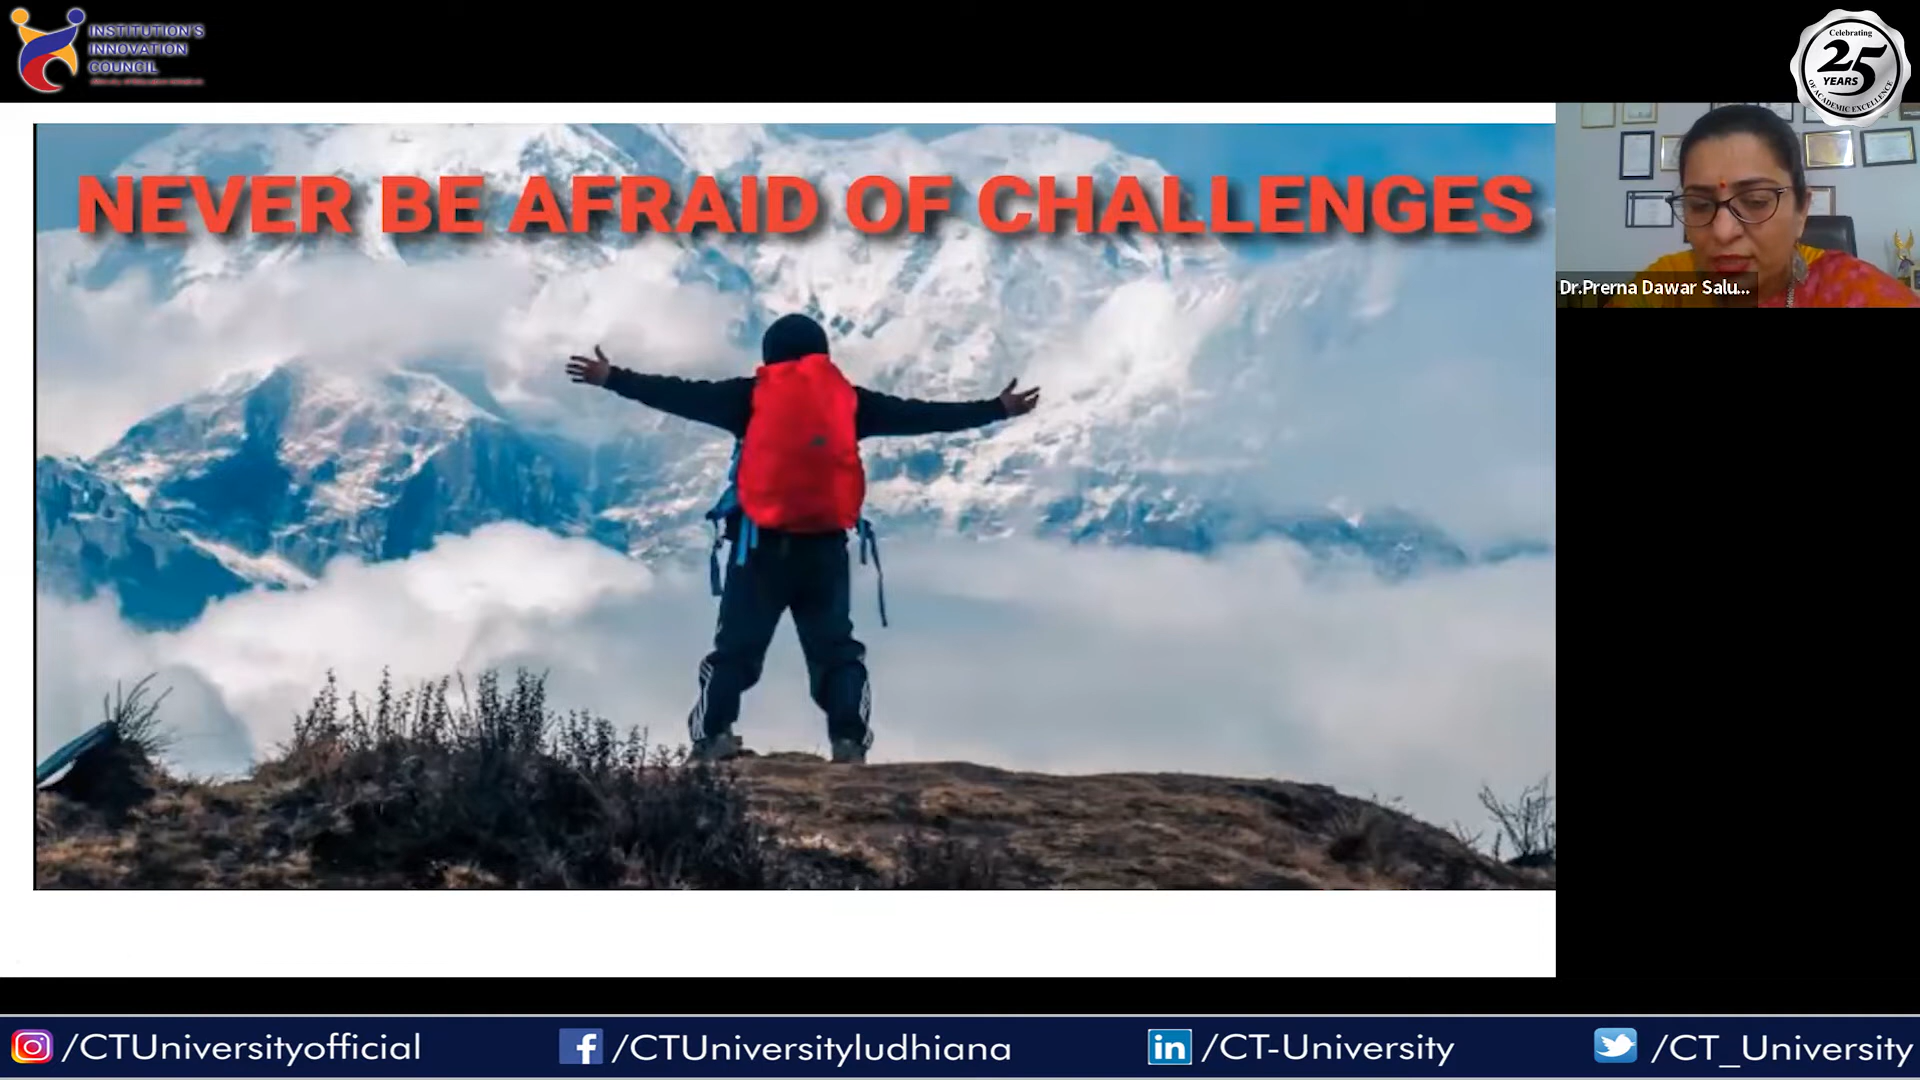 INSTITUTION'S
INNOVATION
COUNCIL
Celebrating
25
YEARS
OF ACADEMIC EXCELLENCE
NEVER BE AFRAID OF CHALLENGES
Dr.Prerna Dawar Salu...
/CTUniversityofficial
/CTUniversityludhiana
in /CT-University
/CT_University